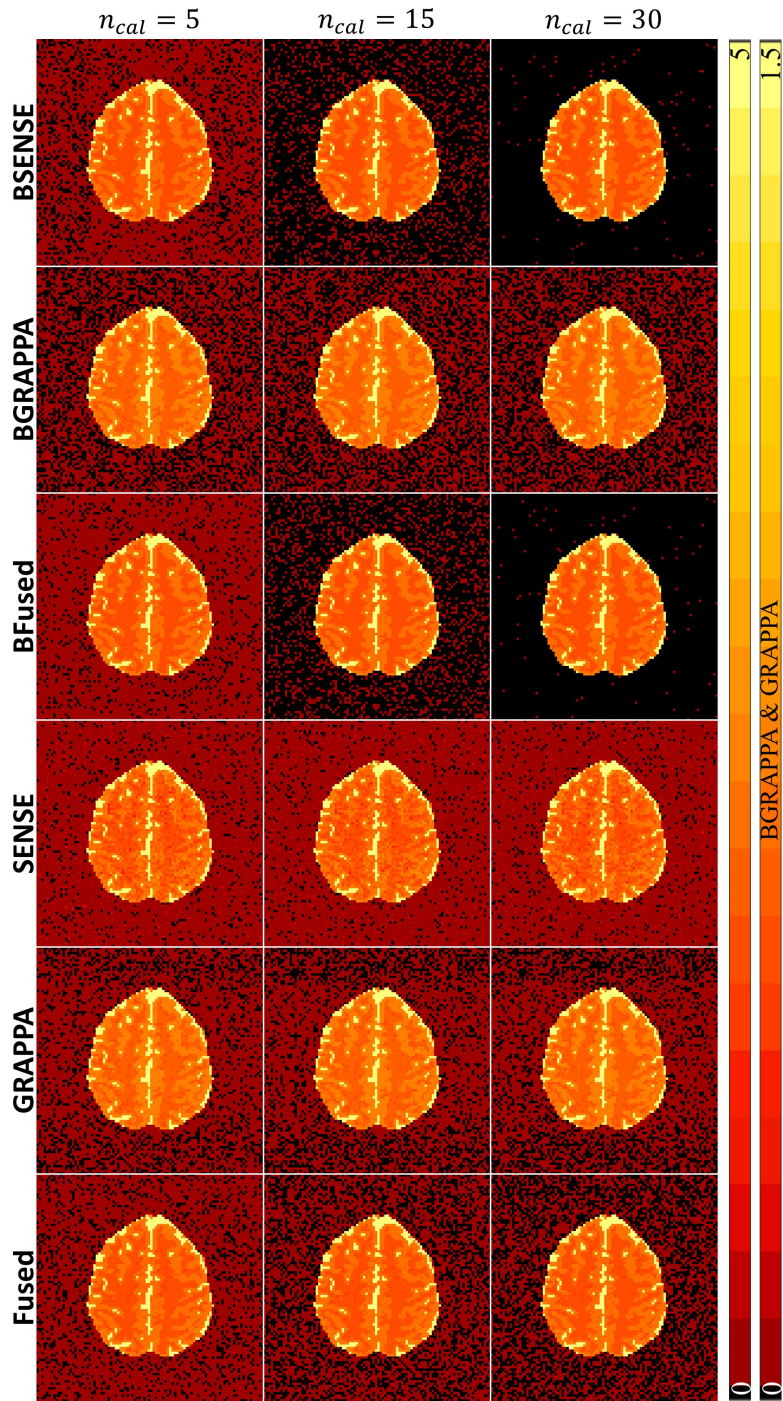 n_cal = 5
n_cal = 15
n_cal = 30
BSENSE
BGRAPPA
BFused
SENSE
GRAPPA
Fused
5
0
1.5
BGRAPPA & GRAPPA
0